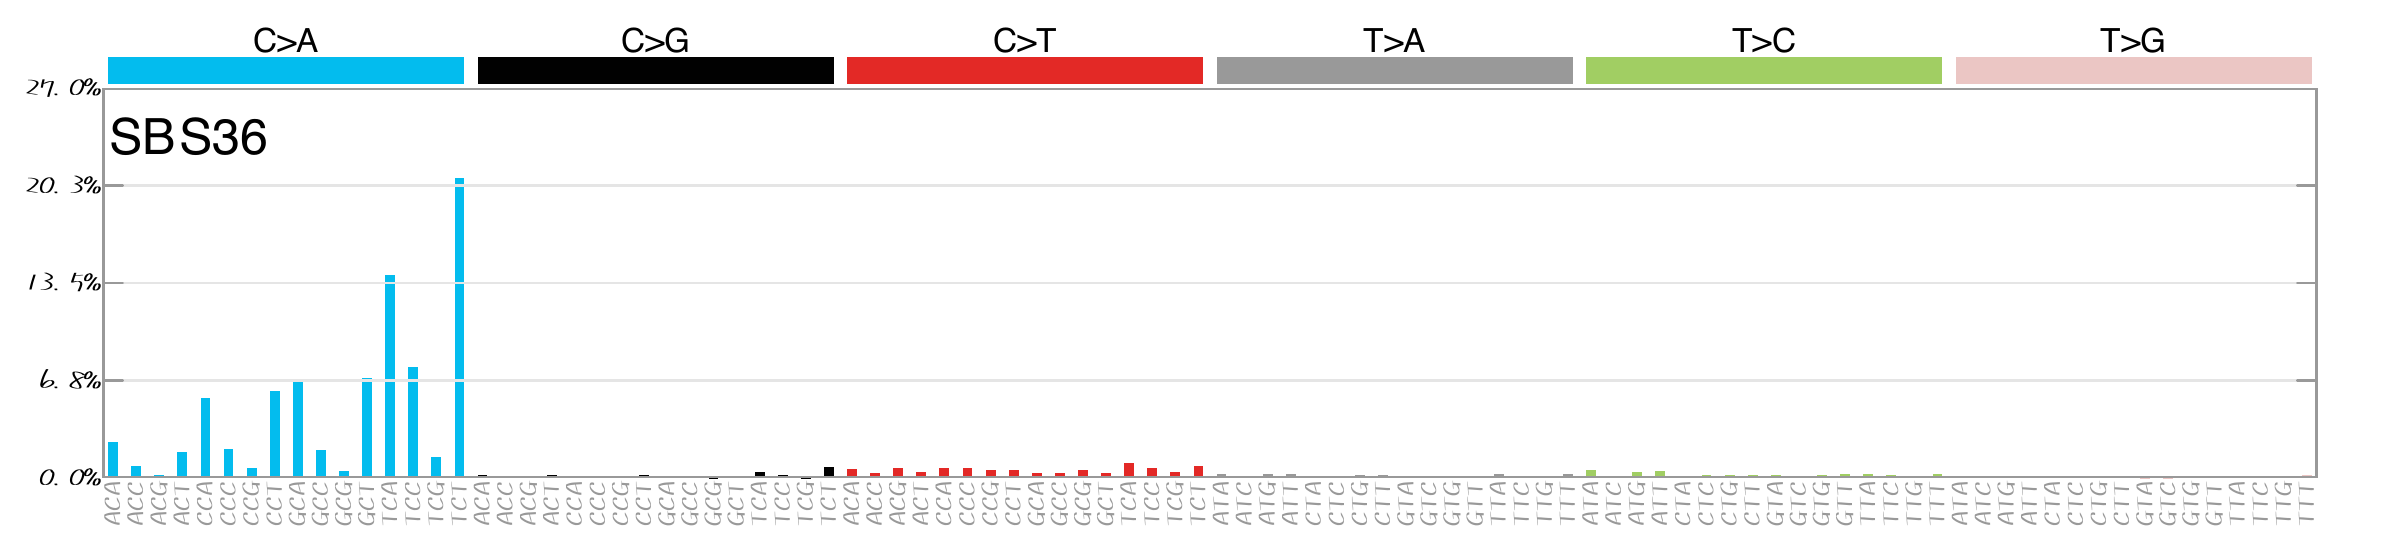 C>A C>G C>T T>A T>C T>G
27.0%
SBS36
20.3%
13.5%
6.8%
0.0%
ACA ACC ACG ACT CCA CCC CCG CCT GCA GCC GCG GCT TCA TCC TCG TCT ACA ACC ACG ACT CCA CCC CCG CCT GCA GCC GCG GCT TCA TCC TCG TCT ACA ACC ACG ACT CCA CCC CCG CCT GCA GCC GCG GCT TCA TCC TCG TCT ATA ATC ATG ATT CTA CTC CTG CTT GTA GTC GTG GTT TTA TTC TTG TTT ATA ATC ATG ATT CTA CTC CTG CTT GTA GTC GTG GTT TTA TTC TTG TTT ATA ATC ATG ATT CTA CTC CTG CTT GTA GTC GTG GTT TTA TTC TTG TTT